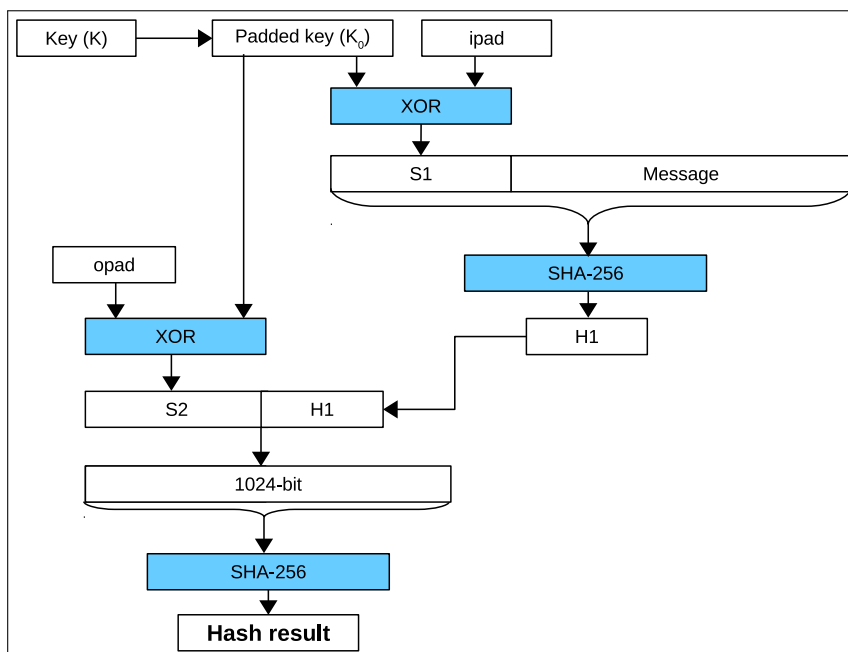 Key (K)
Padded key (K₀)
ipad
XOR
S1
Message
SHA-256
opad
XOR
H1
S2
H1
1024-bit
SHA-256
Hash result